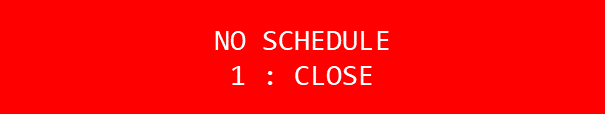 NO SCHEDULE
1 : CLOSE